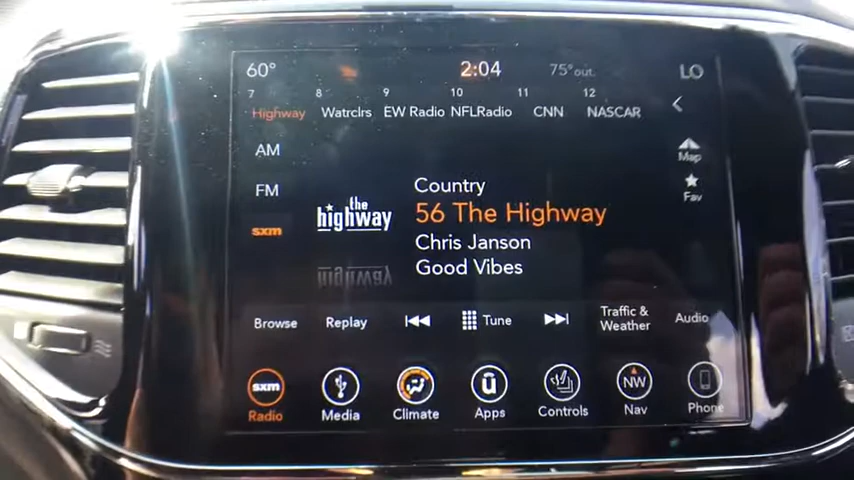 60° 2:04 75°out. LO
7 8 9 10 11 12
Highway Watrclrs EW Radio NFLRadio CNN NASCAR
AM
Map
FM
Fav
sxm
the highway
Country
56 The Highway
Chris Janson
Good Vibes
Browse Replay Tune Traffic & Weather Audio
sxm NW
Radio Media Climate Apps Controls Nav Phone